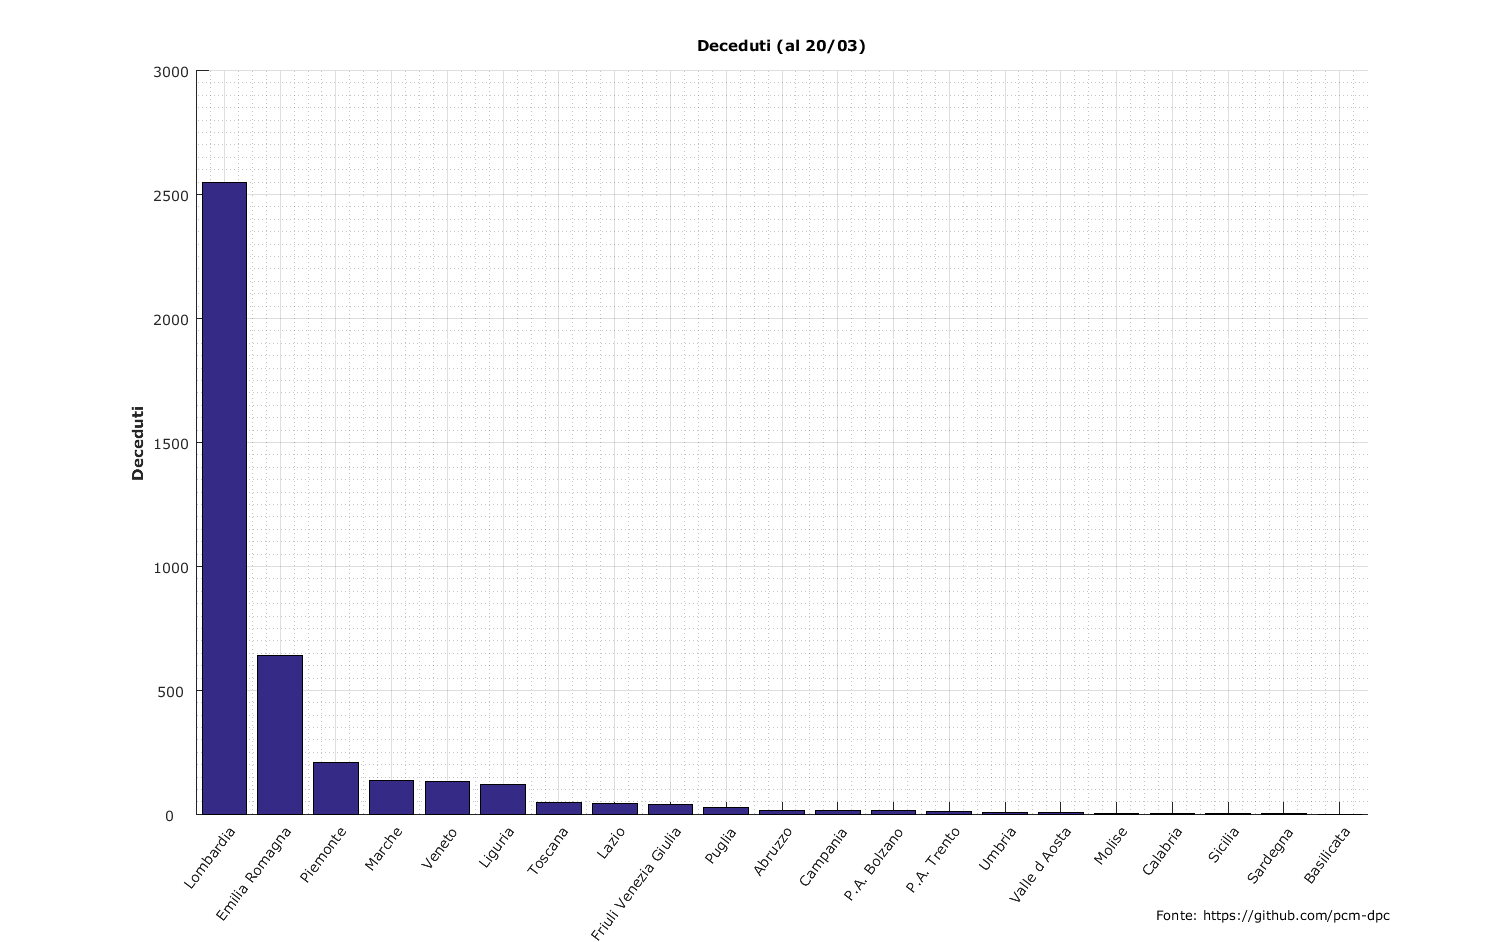 Deceduti (al 20/03)
3000
2500
2000
1500
1000
500
0
Deceduti
Lombardia
Emilia Romagna
Piemonte
Marche
Veneto
Liguria
Toscana
Lazio
Friuli Venezia Giulia
Puglia
Abruzzo
Campania
P.A. Bolzano
P.A. Trento
Umbria
Valle d Aosta
Molise
Calabria
Sicilia
Sardegna
Basilicata
Fonte: https://github.com/pcm-dpc